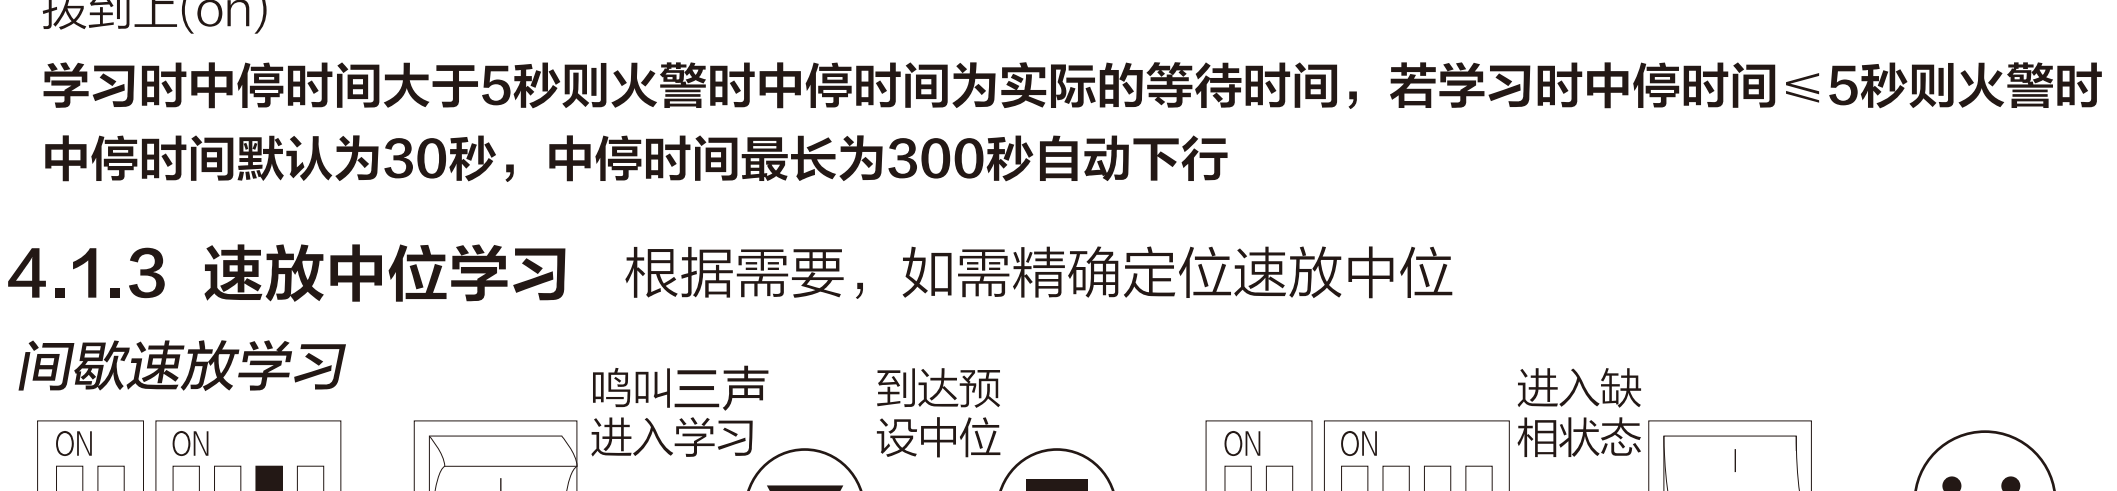 拨到上(on)
学习时中停时间大于5秒则火警时中停时间为实际的等待时间，若学习时中停时间≤5秒则火警时
中停时间默认为30秒，中停时间最长为300秒自动下行
4.1.3 速放中位学习 根据需要，如需精确定位速放中位
间歇速放学习
鸣叫三声
进入学习
到达预
设中位
进入缺
相状态
ON
ON
ON
ON